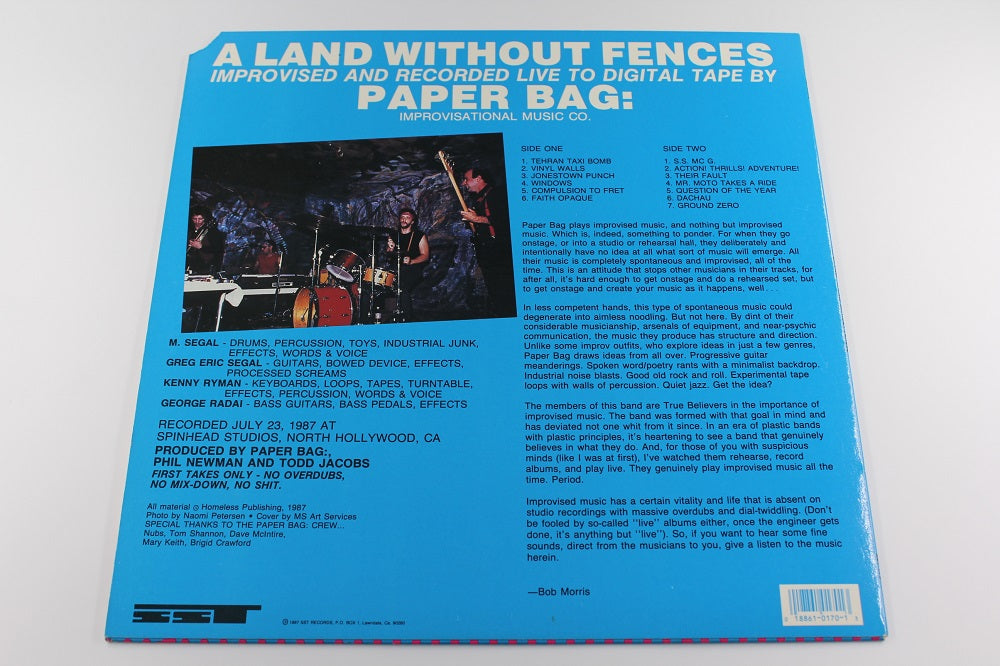 A LAND WITHOUT FENCES
IMPROVISED AND RECORDED LIVE TO DIGITAL TAPE BY
PAPER BAG:
IMPROVISATIONAL MUSIC CO.
SIDE ONE
1. TEHRAN TAXI BOMB
2. VINYL WALLS
3. JONESTOWN PUNCH
4. WINDOWS
5. COMPULSION TO FRET
6. FAITH OPAQUE
SIDE TWO
1. S.S. MC G.
2. ACTION! THRILLS! ADVENTURE!
3. THEIR FAULT
4. MR. MOTO TAKES A RIDE
5. QUESTION OF THE YEAR
6. DACHAU
7. GROUND ZERO
M. SEGAL - DRUMS, PERCUSSION, TOYS, INDUSTRIAL JUNK,
EFFECTS, WORDS & VOICE
GREG ERIC SEGAL - GUITARS, BOWED DEVICE, EFFECTS,
PROCESSED SCREAMS
KENNY RYMAN - KEYBOARDS, LOOPS, TAPES, TURNTABLE,
EFFECTS, PERCUSSION, WORDS & VOICE
GEORGE RADAI - BASS GUITARS, BASS PEDALS, EFFECTS
RECORDED JULY 23, 1987 AT
SPINHEAD STUDIOS, NORTH HOLLYWOOD, CA
PRODUCED BY PAPER BAG:,
PHIL NEWMAN AND TODD JACOBS
FIRST TAKES ONLY - NO OVERDUBS,
NO MIX-DOWN, NO SHIT.
All material © Homeless Publishing, 1987
Photo by Naomi Petersen • Cover by MS Art Services
SPECIAL THANKS TO THE PAPER BAG: CREW...
Nubs, Tom Shannon, Dave McIntire,
Mary Keith, Brigid Crawford
Paper Bag plays improvised music, and nothing but improvised
music. Which is, indeed, something to ponder. For when they go
onstage, or into a studio or rehearsal hall, they deliberately and
intentionally have no idea at all what sort of music will emerge. All
their music is completely spontaneous and improvised, all of the
time. This is an attitude that stops other musicians in their tracks, for
after all, it's hard enough to get onstage and do a rehearsed set, but
to get onstage and create your music as it happens, well . . .
In less competent hands, this type of spontaneous music could
degenerate into aimless noodling. But not here. By dint of their
considerable musicianship, arsenals of equipment, and near-psychic
communication, the music they produce has structure and direction.
Unlike some improv outfits, who explore ideas in just a few genres,
Paper Bag draws ideas from all over. Progressive guitar
meanderings. Spoken word/poetry rants with a minimalist backdrop.
Industrial noise blasts. Good old rock and roll. Experimental tape
loops with walls of percussion. Quiet jazz. Get the idea?
The members of this band are True Believers in the importance of
improvised music. The band was formed with that goal in mind and
has deviated not one whit from it since. In an era of plastic bands
with plastic principles, it's heartening to see a band that genuinely
believes in what they do. And, for those of you with suspicious
minds (like I was at first), I've watched them rehearse, record
albums, and play live. They genuinely play improvised music all the
time. Period.
Improvised music has a certain vitality and life that is absent on
studio recordings with massive overdubs and dial-twiddling. (Don't
be fooled by so-called "live" albums either, once the engineer gets
done, it's anything but "live"). So, if you want to hear some fine
sounds, direct from the musicians to you, give a listen to the music
herein.
—Bob Morris
SST
℗ 1987 SST RECORDS, P.O. BOX 1, Lawndale, Ca. 90260
0 18861-0170-1 8